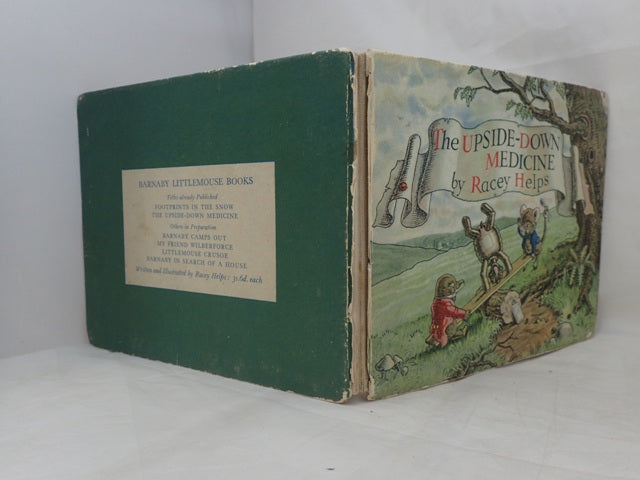 BARNABY LITTLEMOUSE BOOKS
Titles already Published
FOOTPRINTS IN THE SNOW
THE UPSIDE-DOWN MEDICINE
Others in Preparation
BARNABY CAMPS OUT
MY FRIEND WILBERFORCE
LITTLEMOUSE CRUSOE
BARNABY IN SEARCH OF A HOUSE
Written and Illustrated by Racey Helps: 3s.6d. each
The UPSIDE-DOWN
MEDICINE
by Racey Helps